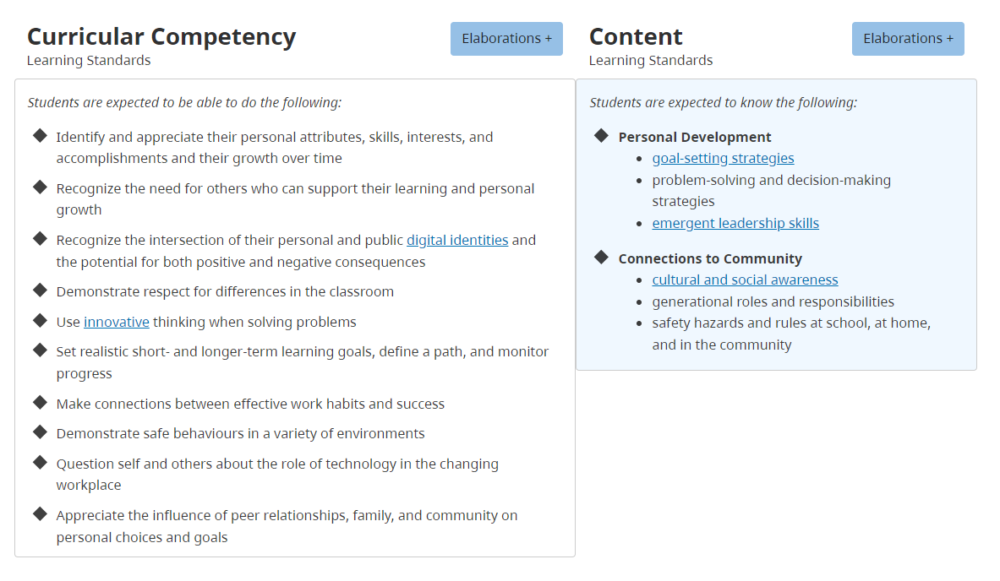 Curricular Competency
Elaborations +
Learning Standards
Students are expected to be able to do the following:
Identify and appreciate their personal attributes, skills, interests, and
accomplishments and their growth over time
Recognize the need for others who can support their learning and personal
growth
Recognize the intersection of their personal and public digital identities and
the potential for both positive and negative consequences
Demonstrate respect for differences in the classroom
Use innovative thinking when solving problems
Set realistic short- and longer-term learning goals, define a path, and monitor
progress
Make connections between effective work habits and success
Demonstrate safe behaviours in a variety of environments
Question self and others about the role of technology in the changing
workplace
Appreciate the influence of peer relationships, family, and community on
personal choices and goals
Content
Elaborations +
Learning Standards
Students are expected to know the following:
Personal Development
goal-setting strategies
problem-solving and decision-making
strategies
emergent leadership skills
Connections to Community
cultural and social awareness
generational roles and responsibilities
safety hazards and rules at school, at home,
and in the community